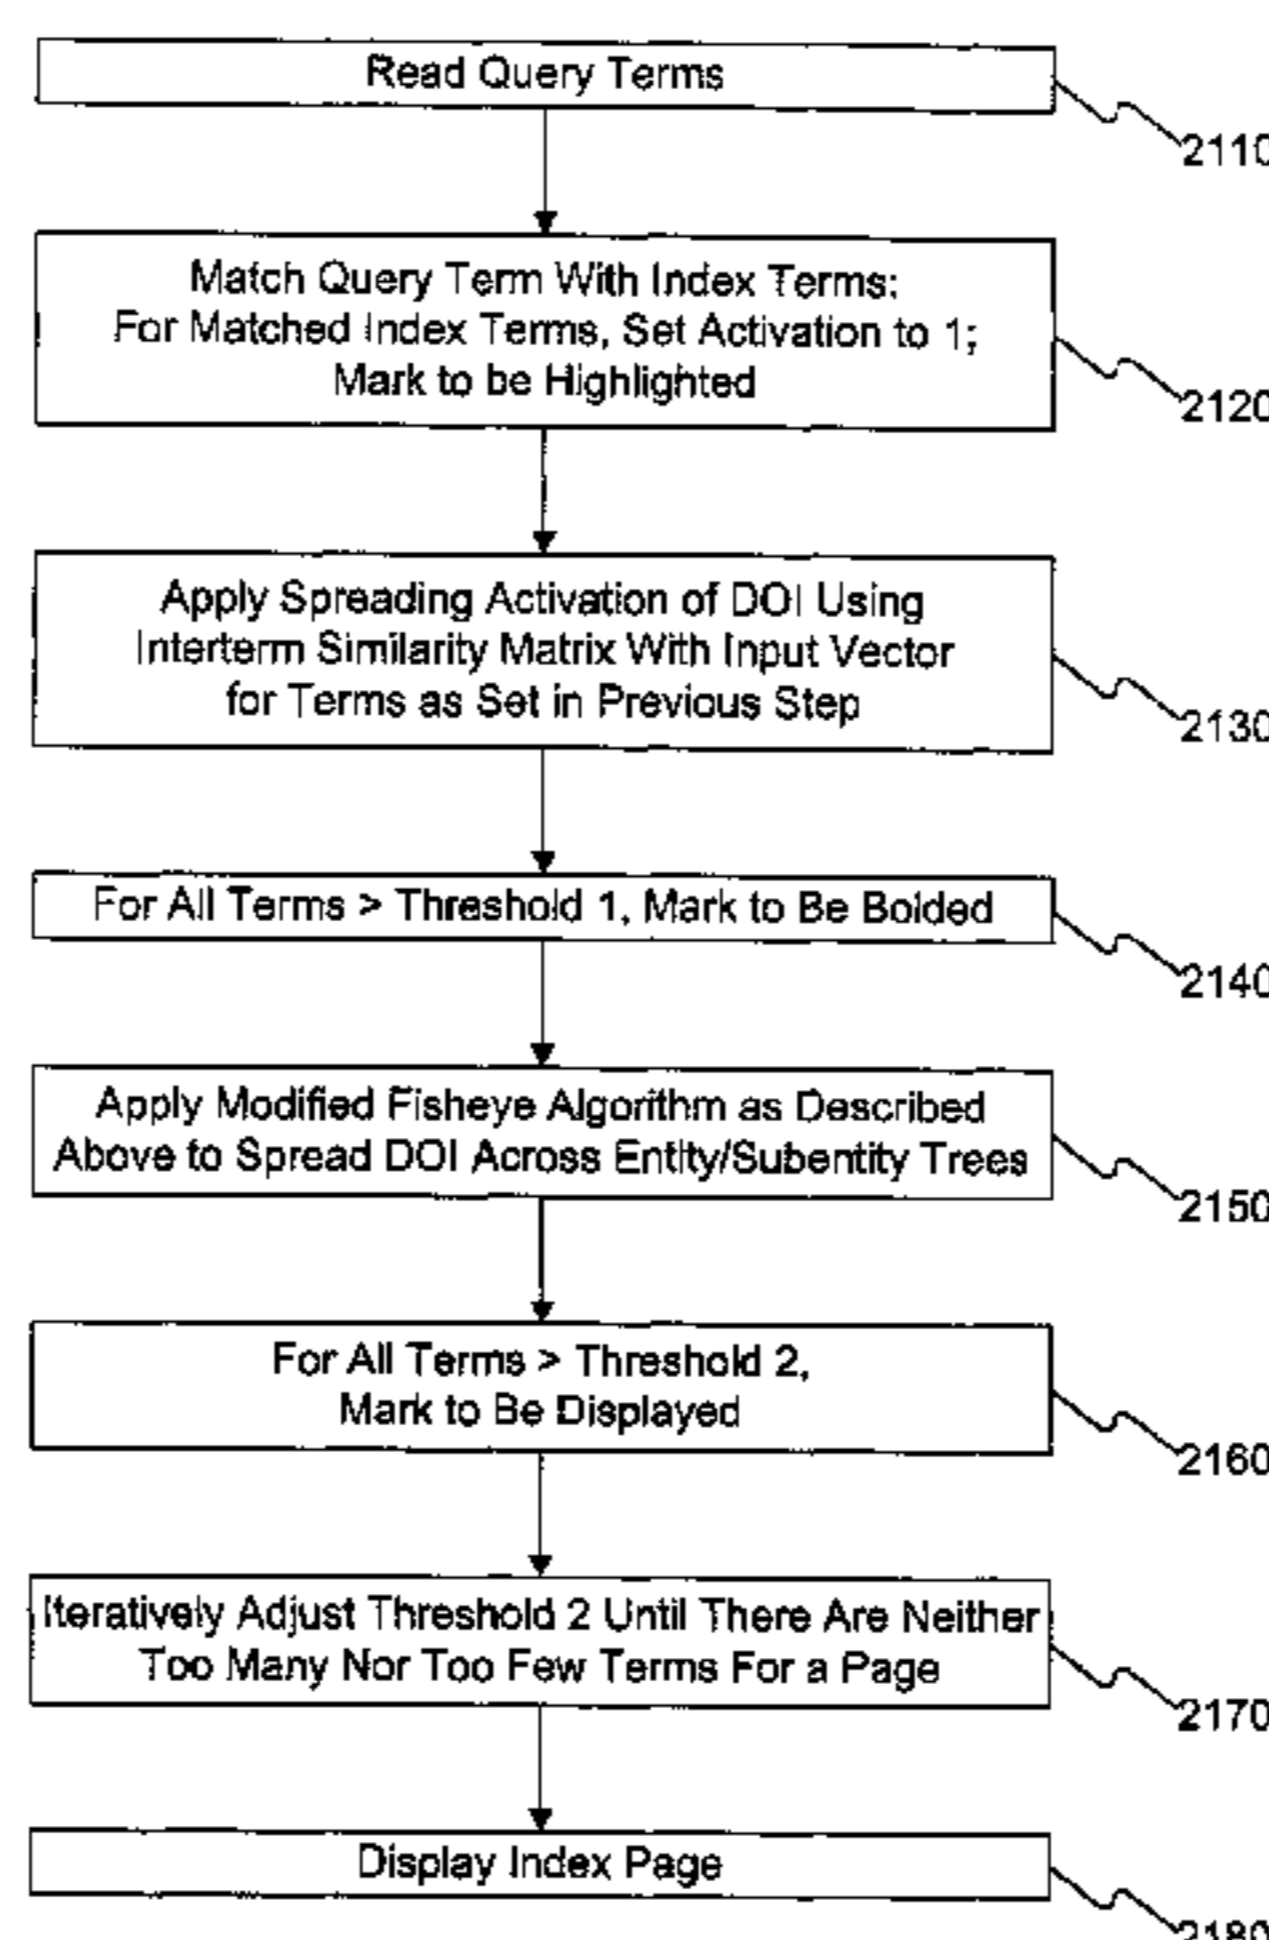 Read Query Terms
2110
Match Query Term With Index Terms;
For Matched Index Terms, Set Activation to 1;
Mark to be Highlighted
2120
Apply Spreading Activation of DOI Using
Interterm Similarity Matrix With Input Vector
for Terms as Set in Previous Step
2130
For All Terms > Threshold 1, Mark to Be Bolded
2140
Apply Modified Fisheye Algorithm as Described
Above to Spread DOI Across Entity/Subentity Trees
2150
For All Terms > Threshold 2,
Mark to Be Displayed
2160
Iteratively Adjust Threshold 2 Until There Are Neither
Too Many Nor Too Few Terms For a Page
2170
Display Index Page
2180